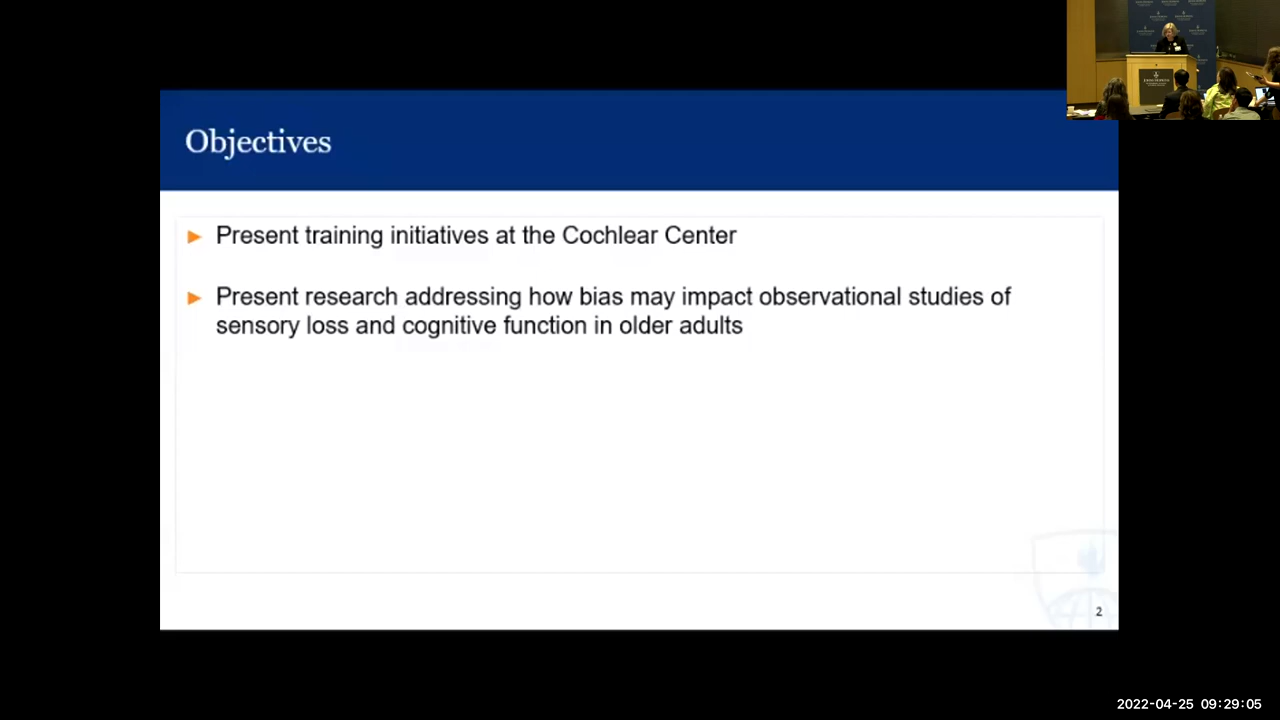 Objectives
Present training initiatives at the Cochlear Center
Present research addressing how bias may impact observational studies of
sensory loss and cognitive function in older adults
2
2022-04-25 09:29:05